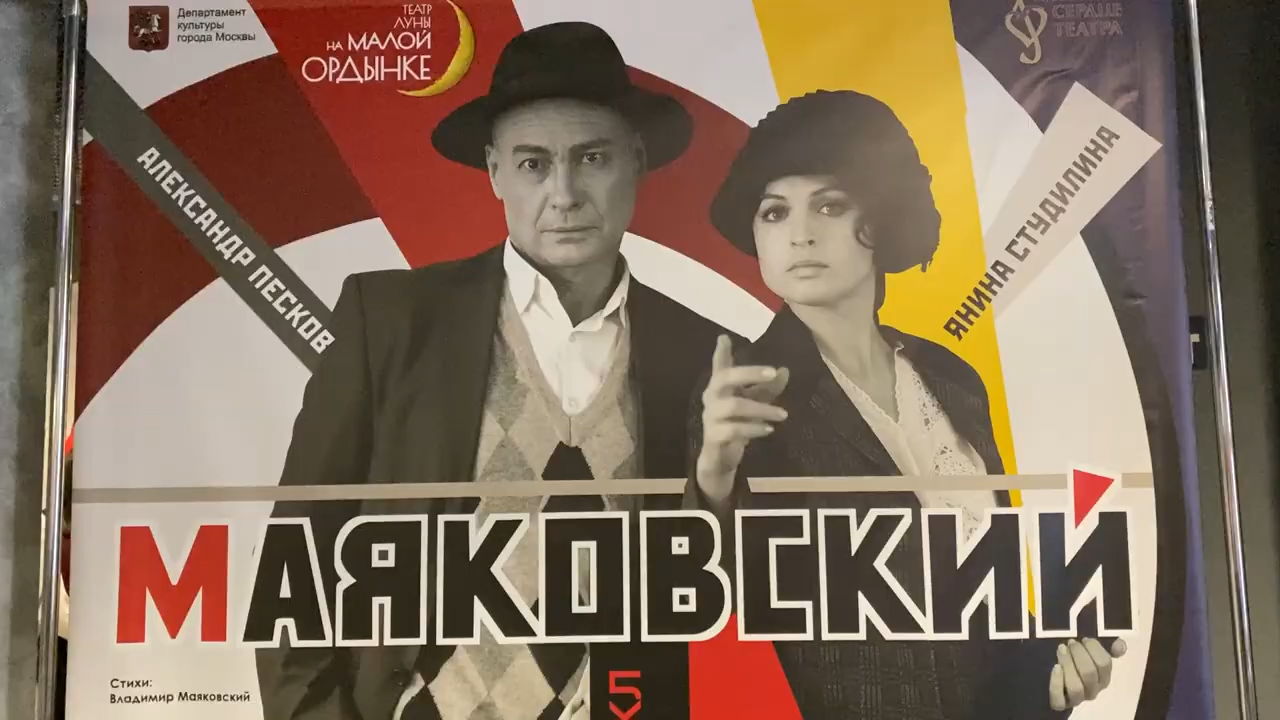 Департамент
культуры
города Москвы
ТЕАТР
ЛУНЫ
НА МАЛОЙ
ОРДЫНКЕ
СЕРДЦЕ
ТЕАТРА
АЛЕКСАНДР ПЕСКОВ
ЯНИНА СТУДИЛИНА
МАЯКОВСКИЙ
Стихи:
Владимир Маяковский
5